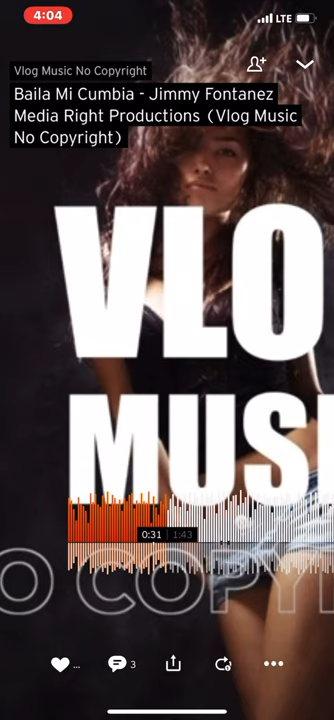 4:04
LTE
Vlog Music No Copyright
Baila Mi Cumbia - Jimmy Fontanez
Media Right Productions (Vlog Music
No Copyright)
VLO
MUSI
0:31 | 1:43
O COPYR
... 3